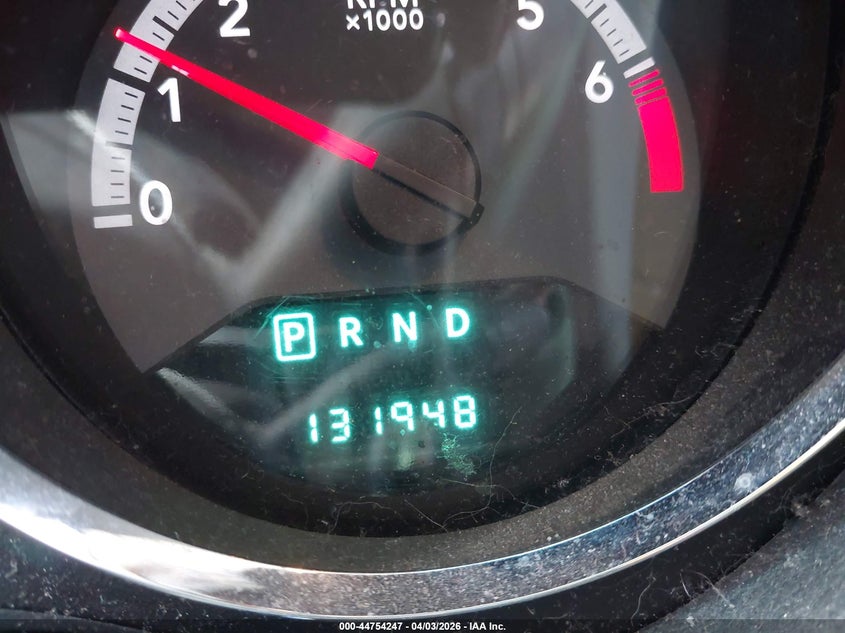 2 RPM 5
x1000
1 6
0
P R N D
131948
000-44754247 - 04/03/2026 - IAA Inc.